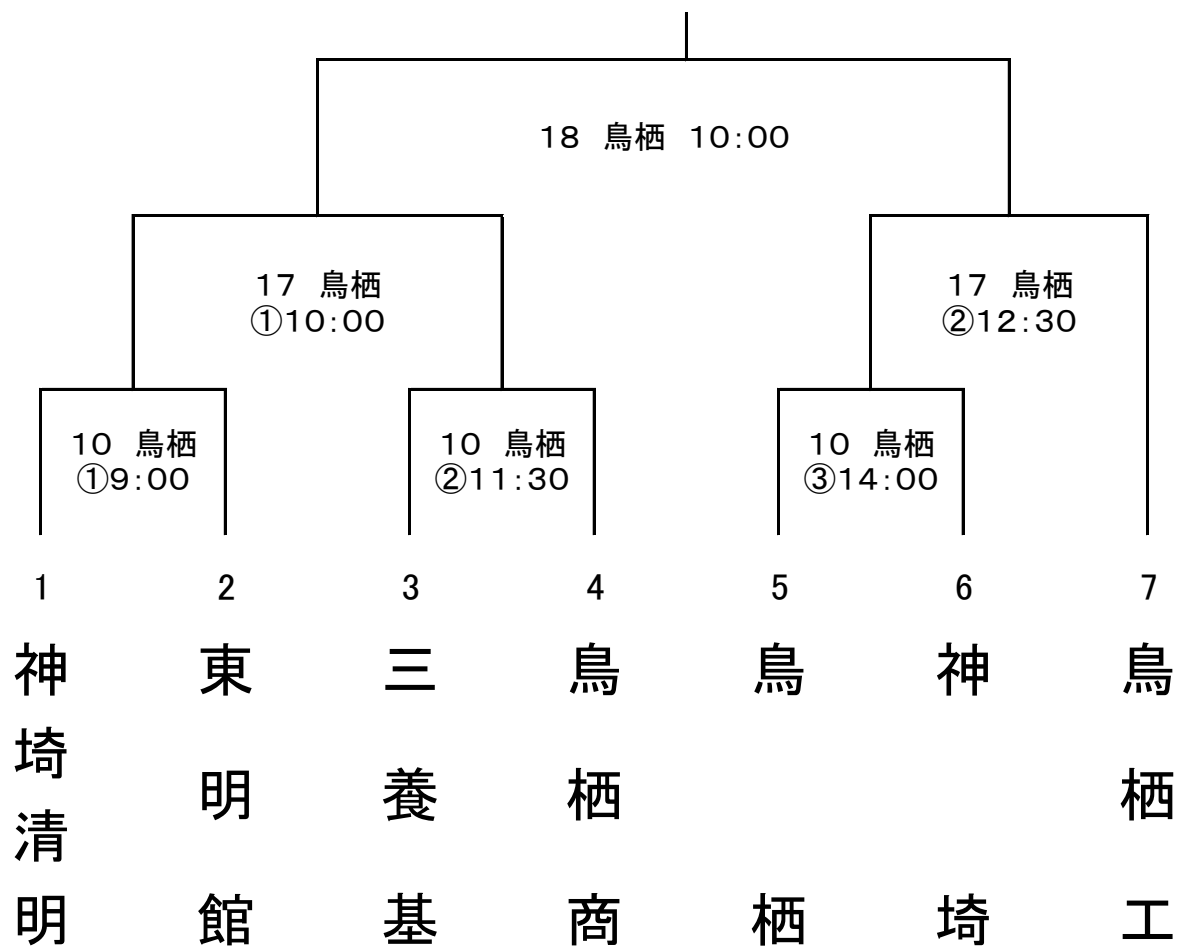 18 鳥栖 10:00
17 鳥栖
①10:00
17 鳥栖
②12:30
10 鳥栖
①9:00
10 鳥栖
②11:30
10 鳥栖
③14:00
1 2 3 4 5 6 7
神埼清明
東明館
三養基
鳥栖商
鳥栖
神埼
鳥栖工